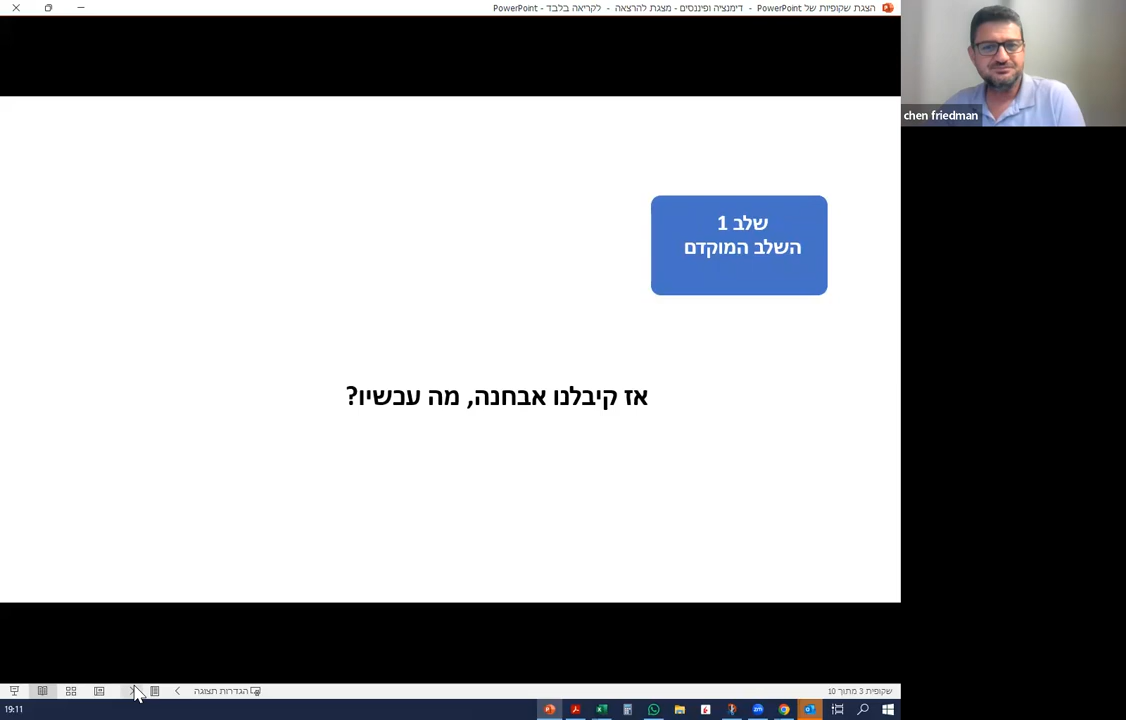 הצגת שקופיות של PowerPoint - דימנציה ופיננסים - מצגת להרצאה - לקריאה בלבד - PowerPoint
chen friedman
שלב 1
השלב המוקדם
אז קיבלנו אבחנה, מה עכשיו?
שקופית 3 מתוך 10
הגדרות תצוגה
19:11